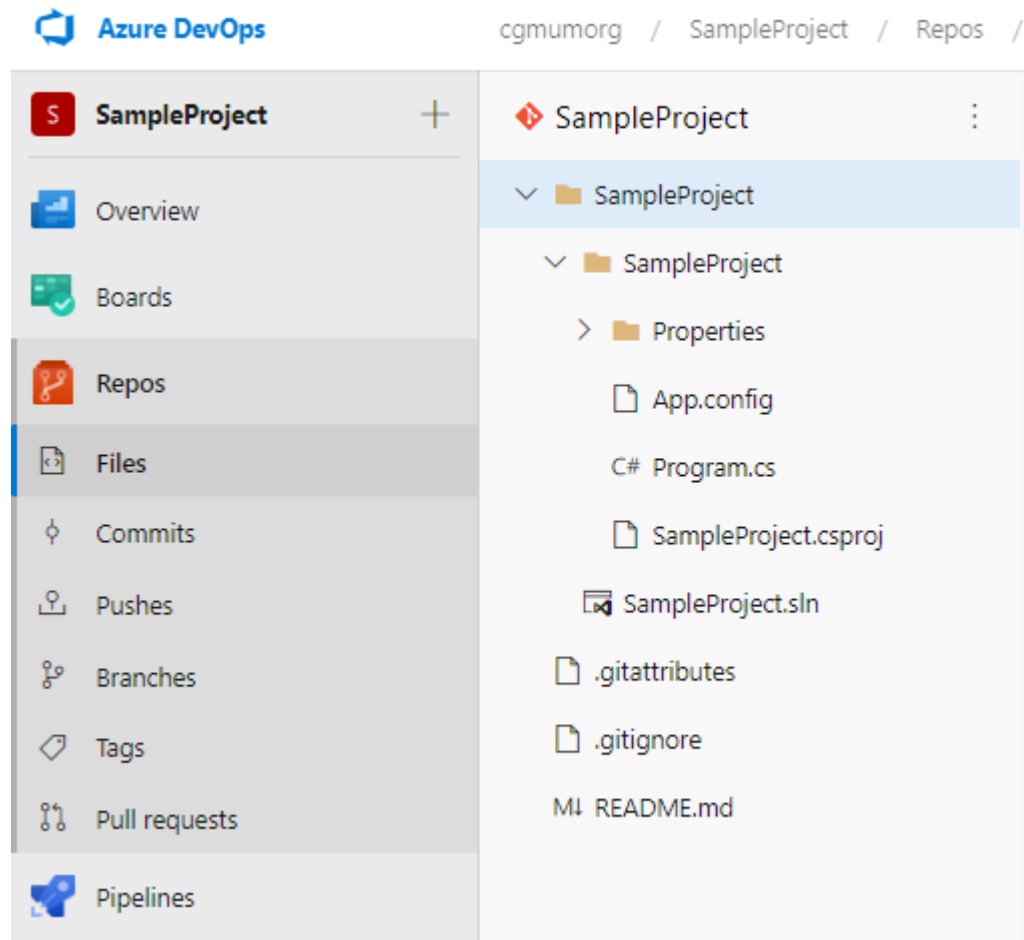 Azure DevOps
cgmumorg / SampleProject / Repos /
S SampleProject +
Overview
Boards
Repos
Files
Commits
Pushes
Branches
Tags
Pull requests
Pipelines
SampleProject
SampleProject
SampleProject
Properties
App.config
C# Program.cs
SampleProject.csproj
SampleProject.sln
.gitattributes
.gitignore
M↓ README.md